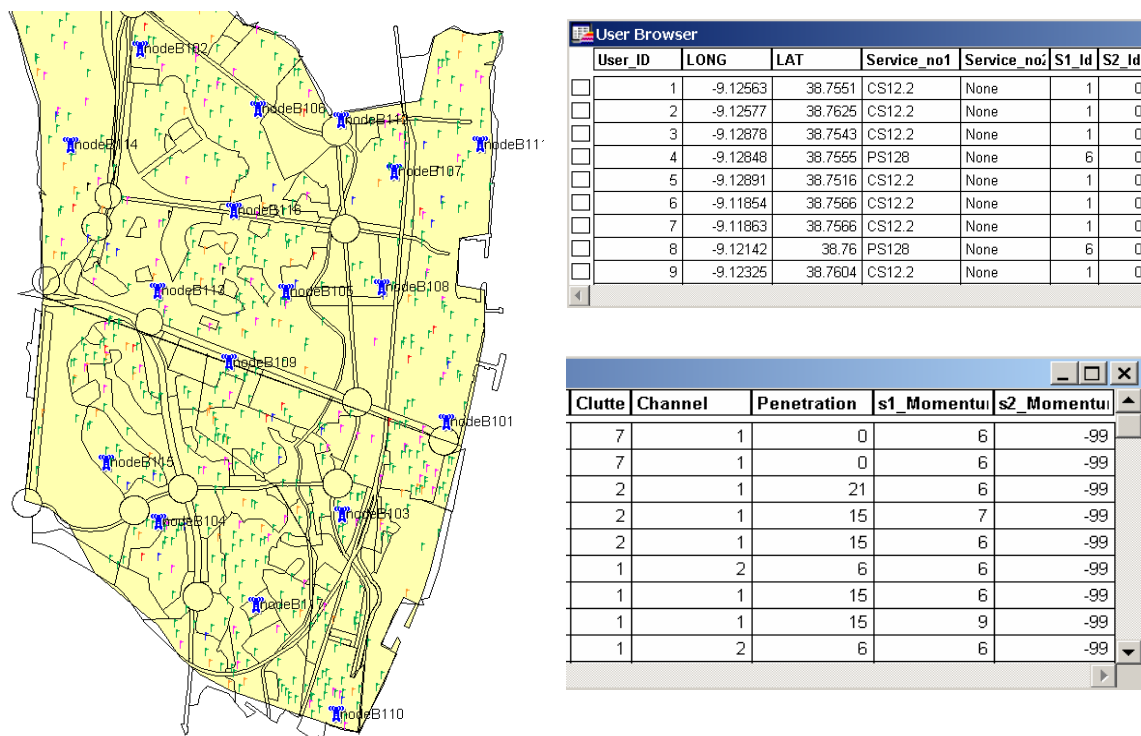 nodeB102
nodeB106
nodeB112
nodeB114
nodeB111
nodeB107
nodeB116
nodeB113
nodeB105
nodeB108
nodeB109
nodeB101
nodeB115
nodeB104
nodeB103
nodeB117
nodeB110
User Browser
User_ID LONG LAT Service_no1 Service_no2 S1_Id S2_Id
1 -9.12563 38.7551 CS12.2 None 1 0
2 -9.12577 38.7625 CS12.2 None 1 0
3 -9.12878 38.7543 CS12.2 None 1 0
4 -9.12848 38.7555 PS128 None 6 0
5 -9.12891 38.7516 CS12.2 None 1 0
6 -9.11854 38.7566 CS12.2 None 1 0
7 -9.11863 38.7566 CS12.2 None 1 0
8 -9.12142 38.76 PS128 None 6 0
9 -9.12325 38.7604 CS12.2 None 1 0
Clutte Channel Penetration s1_Momentui s2_Momentui
7 1 0 6 -99
7 1 0 6 -99
2 1 21 6 -99
2 1 15 7 -99
2 1 15 6 -99
1 2 6 6 -99
1 1 15 6 -99
1 1 15 9 -99
1 2 6 6 -99